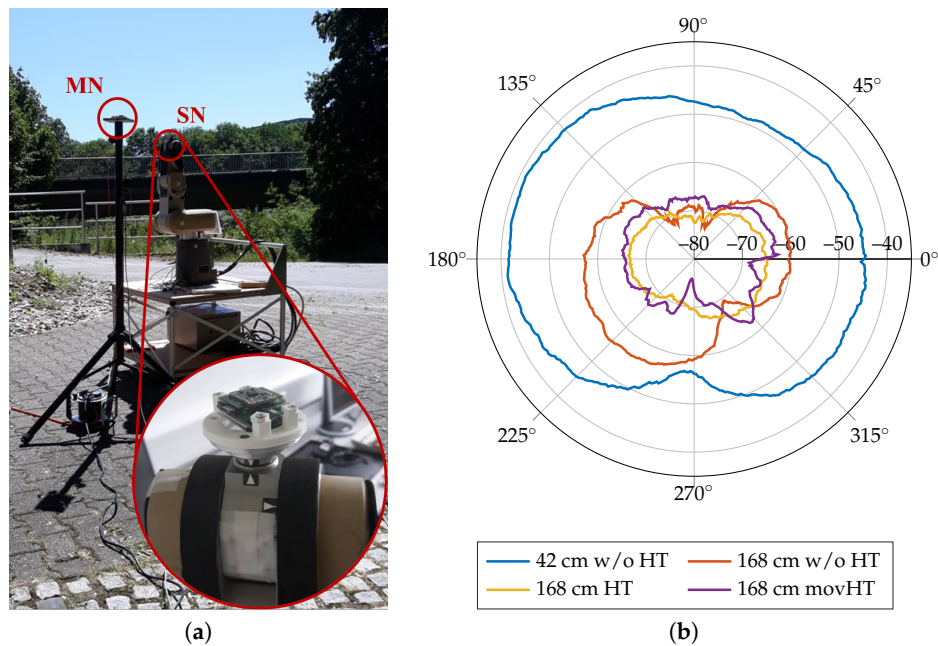 MN
SN
90°
135°
45°
180°
−80
−70
−60
−50
−40
0°
225°
315°
270°
42 cm w/o HT
168 cm w/o HT
168 cm HT
168 cm movHT
(a)
(b)